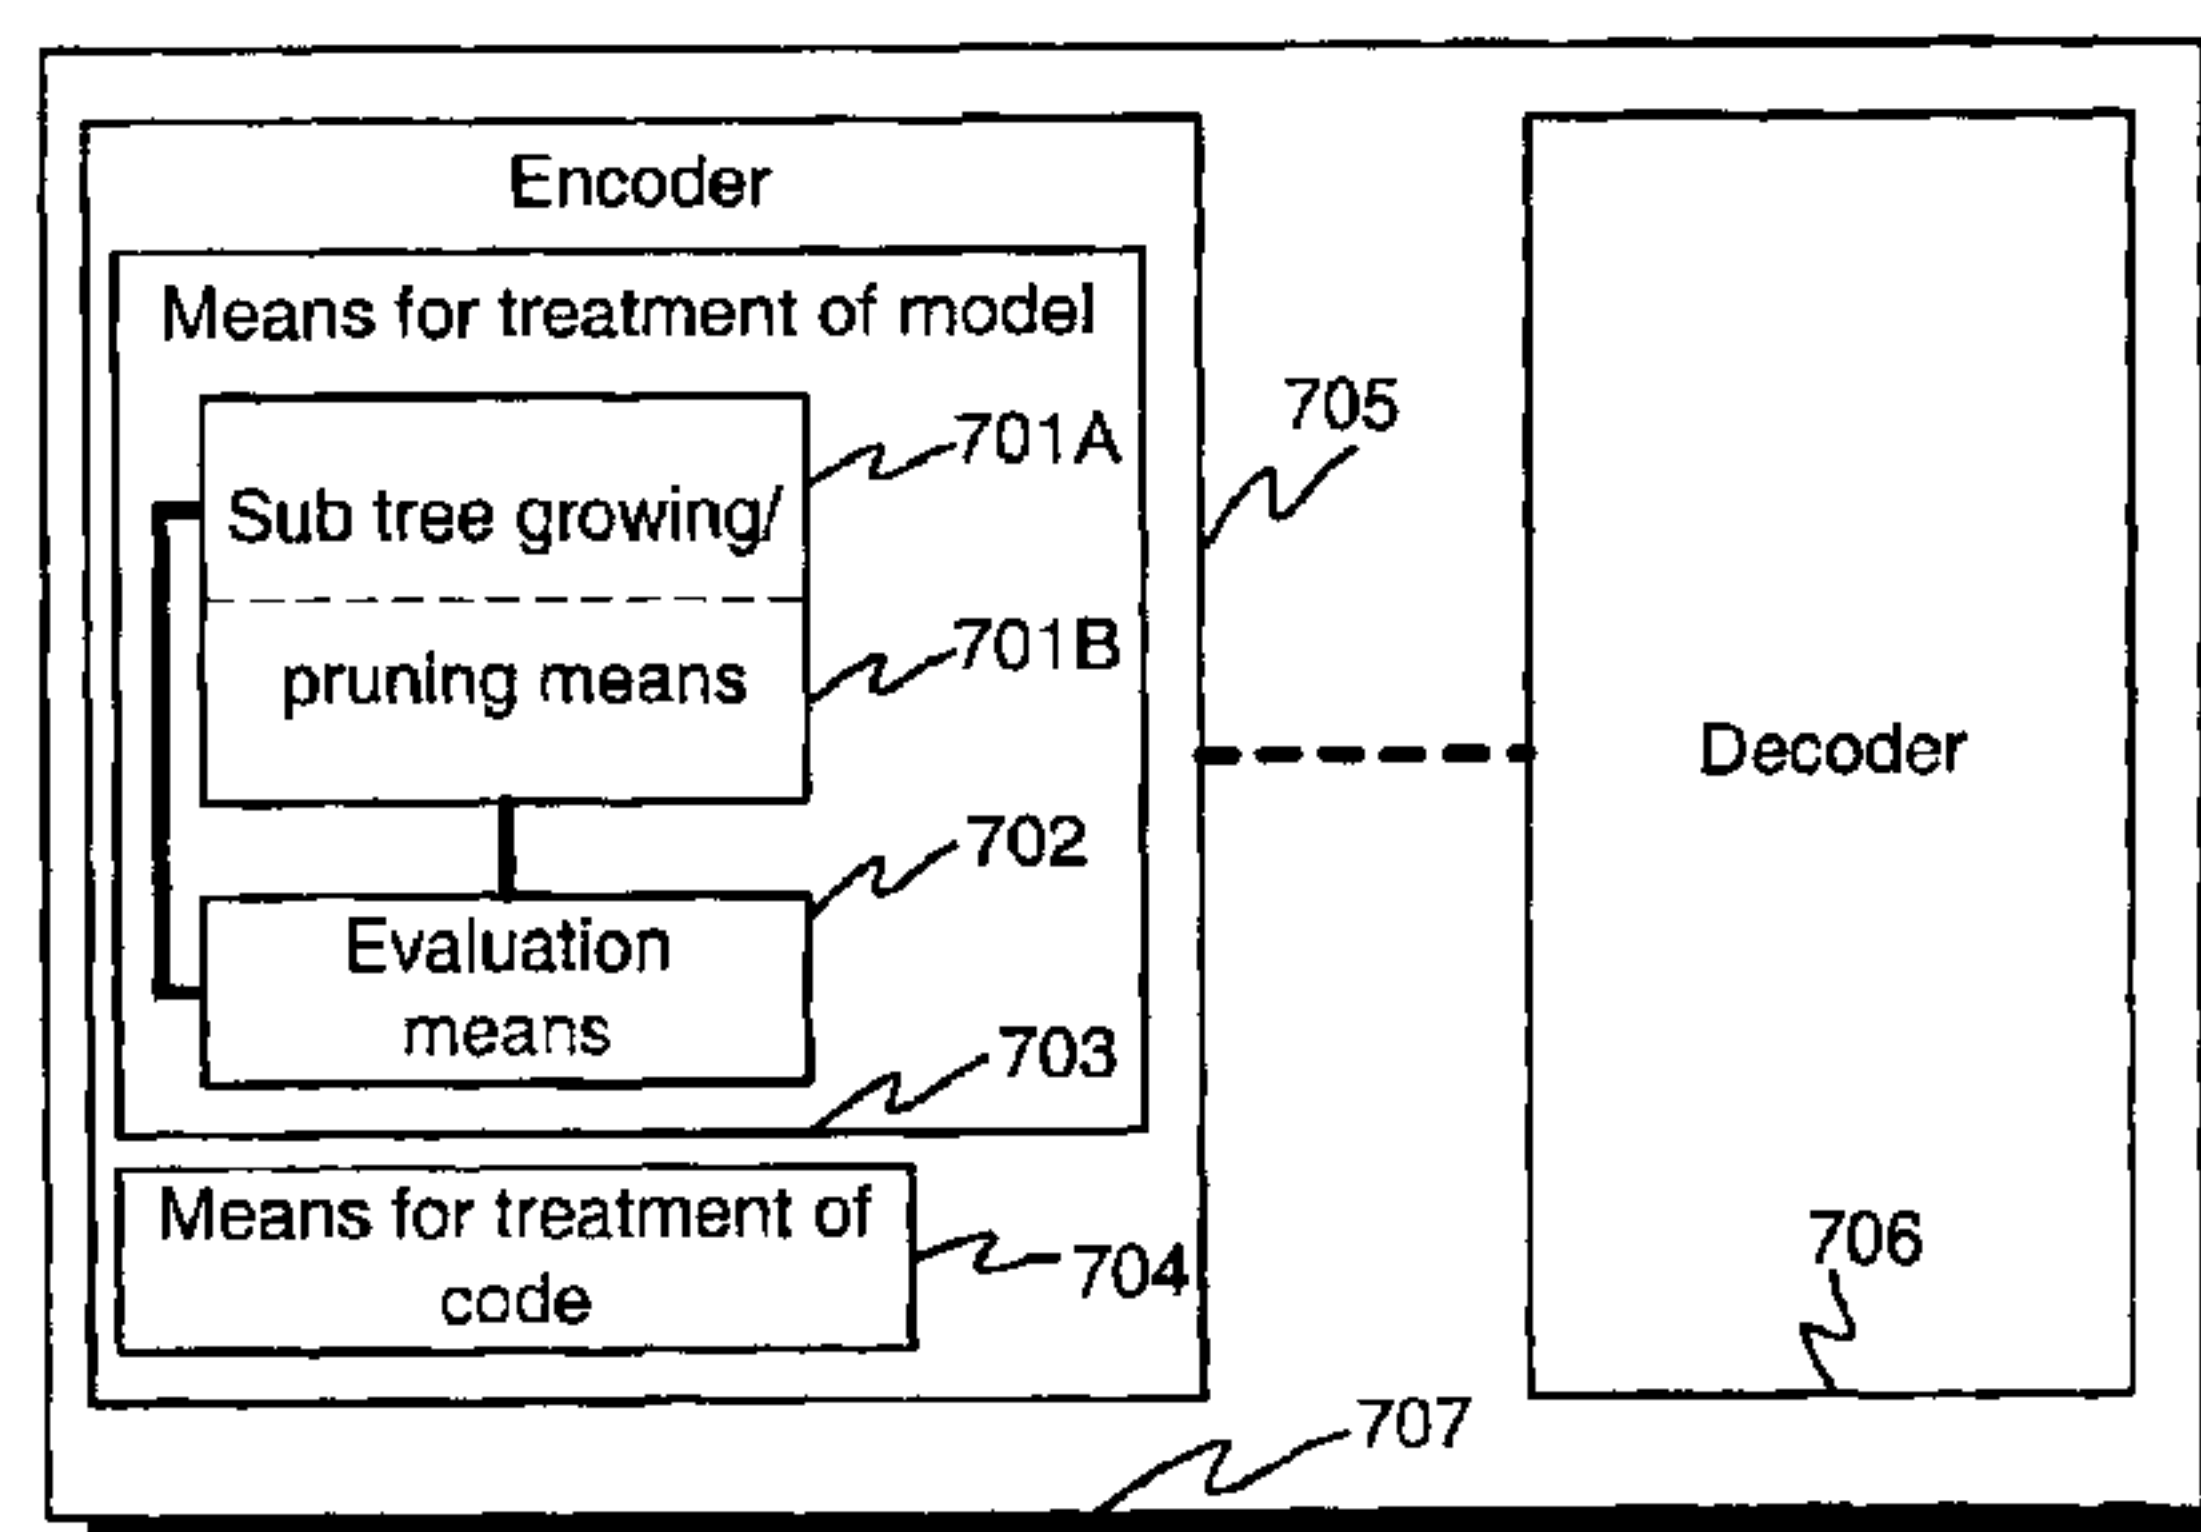 Encoder
Means for treatment of model
701A
705
Sub tree growing/
701B
pruning means
Decoder
702
Evaluation
means
703
Means for treatment of
code
704
706
707